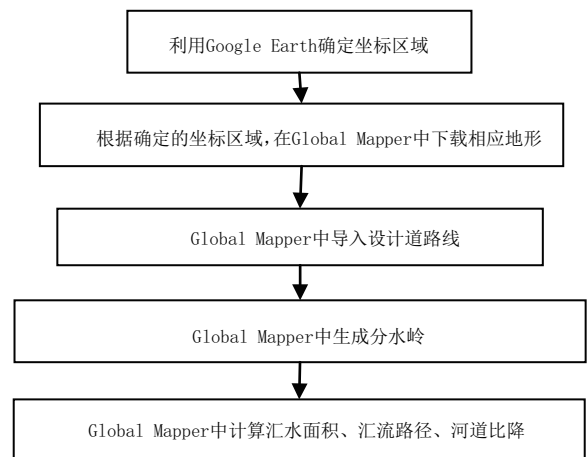 利用Google Earth确定坐标区域
根据确定的坐标区域,在Global Mapper中下载相应地形
Global Mapper中导入设计道路线
Global Mapper中生成分水岭
Global Mapper中计算汇水面积、汇流路径、河道比降